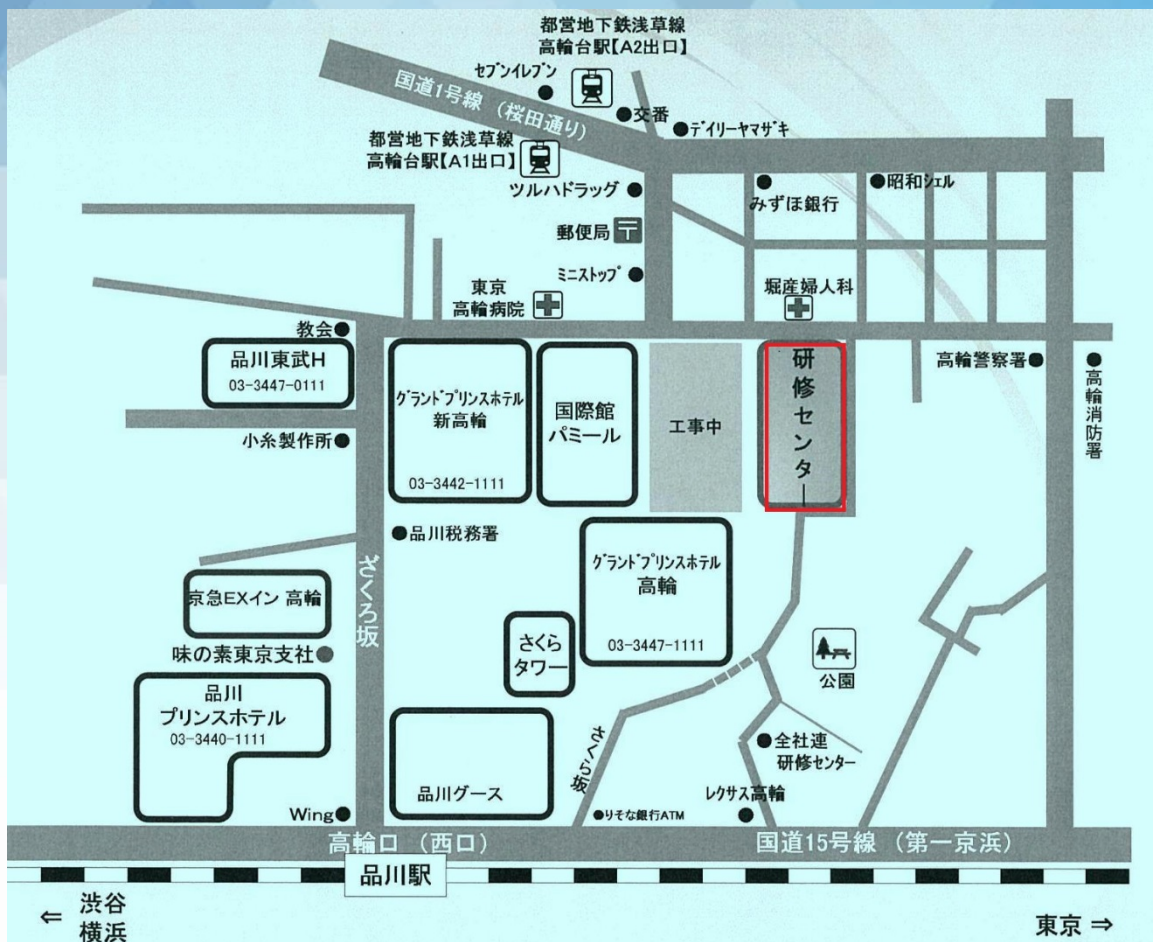 都営地下鉄浅草線
高輪台駅【A2出口】
セブンイレブン
国道1号線 (桜田通り)
交番
デイリーヤマザキ
都営地下鉄浅草線
高輪台駅【A1出口】
ツルハドラッグ
みずほ銀行
昭和シェル
郵便局
ミニストップ
東京
高輪病院
堀産婦人科
教会
品川東武H
03-3447-0111
グランドプリンスホテル
新高輪
03-3442-1111
国際館
パミール
工事中
研修センター
高輪警察署
高輪消防署
小糸製作所
品川税務署
ざくろ坂
グランドプリンスホテル
高輪
03-3447-1111
京急EXイン 高輪
味の素東京支社
さくら
タワー
公園
品川
プリンスホテル
03-3440-1111
品川グース
さくら坂
全社連
研修センター
レクサス高輪
Wing
りそな銀行ATM
高輪口 (西口)
国道15号線 (第一京浜)
品川駅
⇐ 渋谷
横浜
東京 ⇒